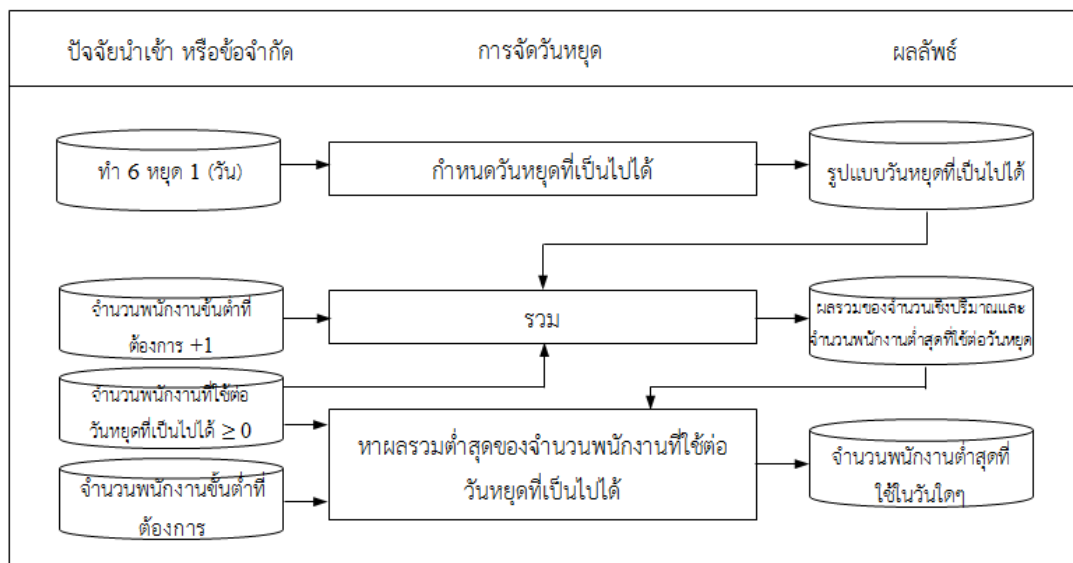 ปัจจัยนำเข้า หรือข้อจำกัด
การจัดวันหยุด
ผลลัพธ์
ทำ 6 หยุด 1 (วัน)
กำหนดวันหยุดที่เป็นไปได้
รูปแบบวันหยุดที่เป็นไปได้
จำนวนพนักงานขั้นต่ำที่
ต้องการ +1
รวม
ผลรวมของจำนวนเชิงปริมาณและ
จำนวนพนักงานต่ำสุดที่ใช้ต่อวันหยุด
จำนวนพนักงานที่ใช้ต่อ
วันหยุดที่เป็นไปได้ ≥ 0
หาผลรวมต่ำสุดของจำนวนพนักงานที่ใช้ต่อ
วันหยุดที่เป็นไปได้
จำนวนพนักงานต่ำสุดที่
ใช้ในวันใดๆ
จำนวนพนักงานขั้นต่ำที่
ต้องการ